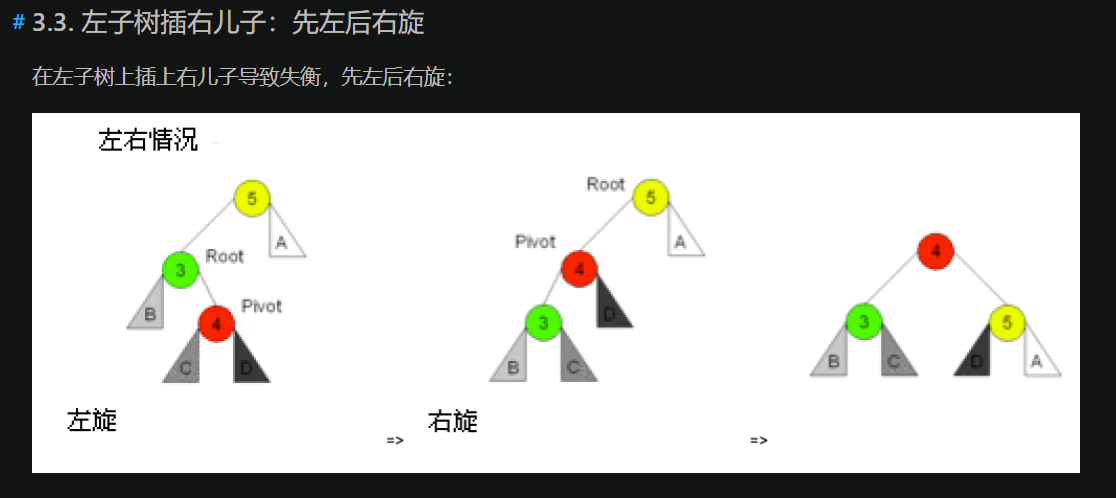 # 3.3. 左子树插右儿子：先左后右旋
在左子树上插上右儿子导致失衡，先左后右旋：
左右情况
5
A
3
Root
B
4
Pivot
C
D
左旋
=>
Root
5
A
Pivot
4
D
3
B
C
右旋
=>
4
3
5
B
C
D
A